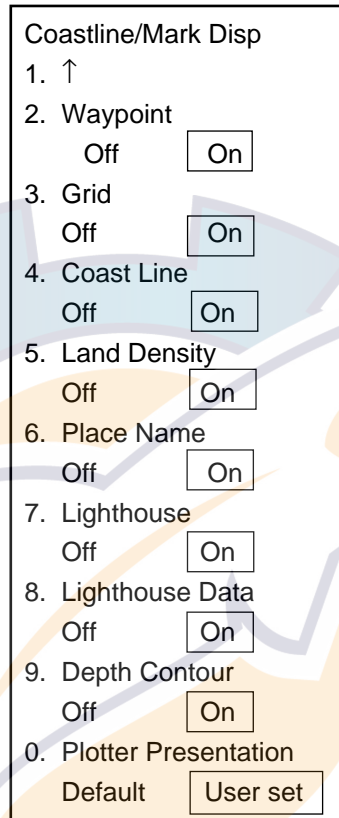 Coastline/Mark Disp
1. ↑
2. Waypoint
Off On
3. Grid
Off On
4. Coast Line
Off On
5. Land Density
Off On
6. Place Name
Off On
7. Lighthouse
Off On
8. Lighthouse Data
Off On
9. Depth Contour
Off On
0. Plotter Presentation
Default User set